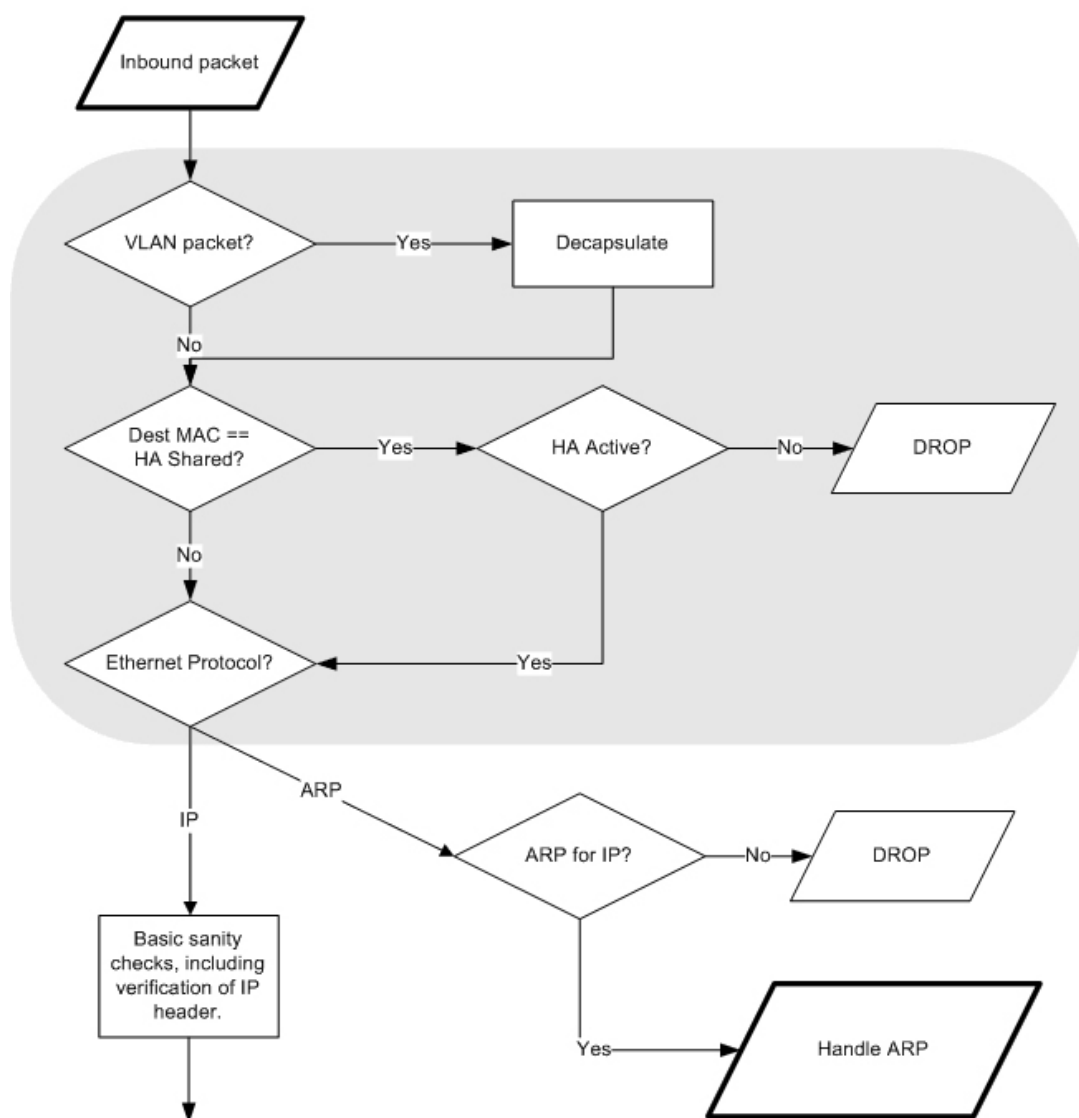 Inbound packet
VLAN packet?
Yes
Decapsulate
No
Dest MAC ==
HA Shared?
Yes
HA Active?
No
DROP
No
Ethernet Protocol?
Yes
ARP
IP
ARP for IP?
No
DROP
Basic sanity
checks, including
verification of IP
header.
Yes
Handle ARP